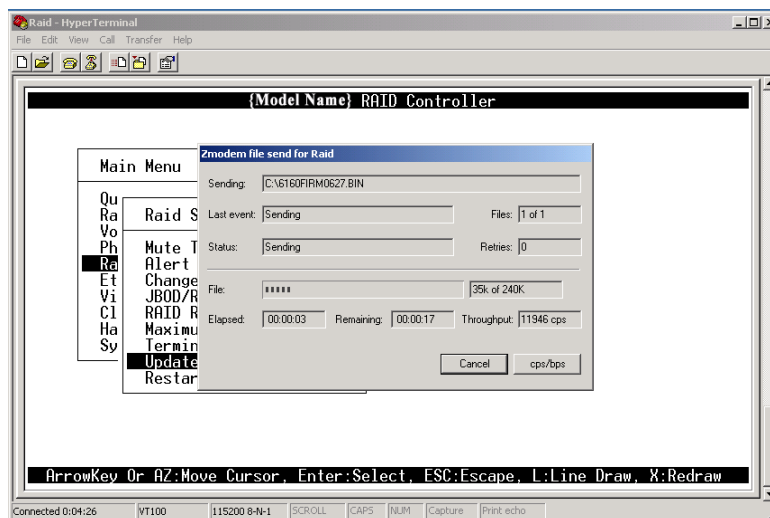 Raid - HyperTerminal
File Edit View Call Transfer Help
{Model Name} RAID Controller
Main Menu
Qu
Ra
Vo
Ph
Ra
Et
Vi
Cl
Ha
Sy
Raid S
Mute T
Alert
Change
JBOD/R
RAID R
Maximu
Termin
Update
Restar
Zmodem file send for Raid
Sending: C:\6160FIRM0627.BIN
Last event: Sending Files: 1 of 1
Status: Sending Retries: 0
File: 35k of 240K
Elapsed: 00:00:03 Remaining: 00:00:17 Throughput: 11946 cps
Cancel cps/bps
ArrowKey Or AZ:Move Cursor, Enter:Select, ESC:Escape, L:Line Draw, X:Redraw
Connected 0:04:26 VT100 115200 8-N-1 SCROLL CAPS NUM Capture Print echo